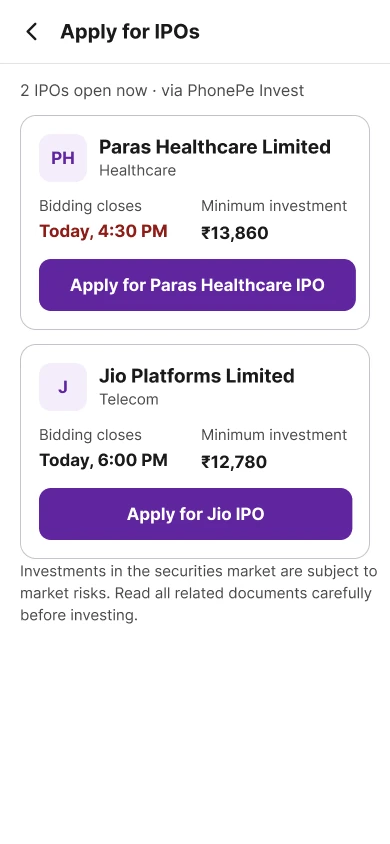 Apply for IPOs
2 IPOs open now · via PhonePe Invest
PH
Paras Healthcare Limited
Healthcare
Bidding closes
Minimum investment
Today, 4:30 PM
₹13,860
Apply for Paras Healthcare IPO
J
Jio Platforms Limited
Telecom
Bidding closes
Minimum investment
Today, 6:00 PM
₹12,780
Apply for Jio IPO
Investments in the securities market are subject to
market risks. Read all related documents carefully
before investing.